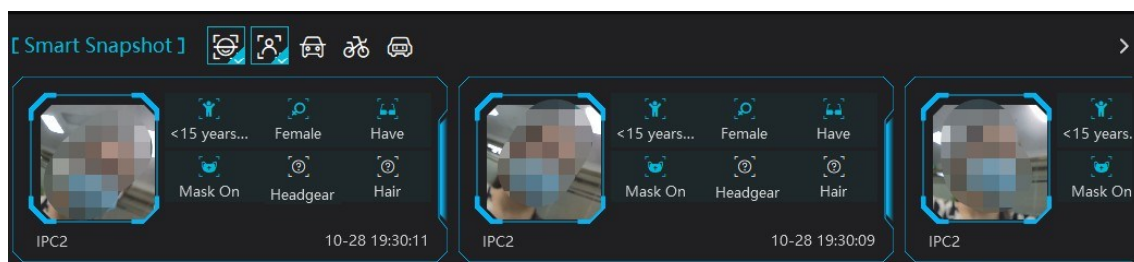 [ Smart Snapshot ]
<15 years... Female Have
Mask On Headgear Hair
IPC2 10-28 19:30:11
<15 years... Female Have
Mask On Headgear Hair
IPC2 10-28 19:30:09
<15 years.
Mask On
IPC2